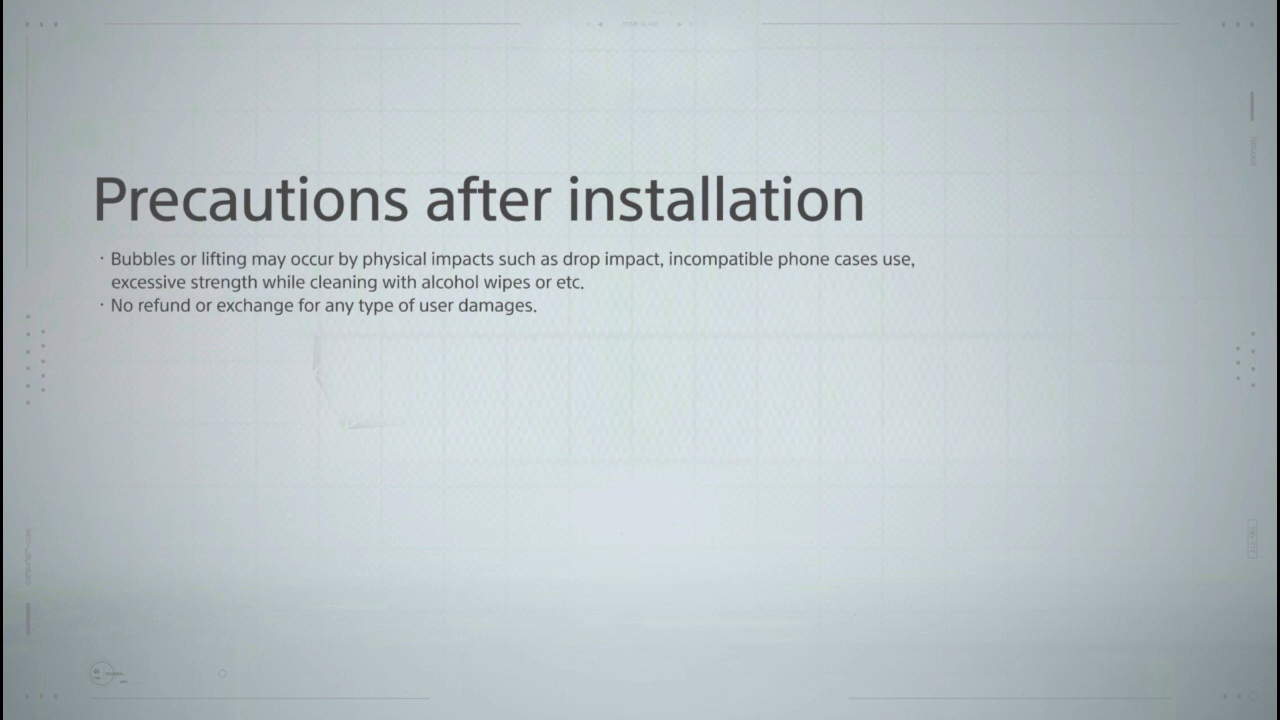 Precautions after installation
· Bubbles or lifting may occur by physical impacts such as drop impact, incompatible phone cases use,
excessive strength while cleaning with alcohol wipes or etc.
· No refund or exchange for any type of user damages.